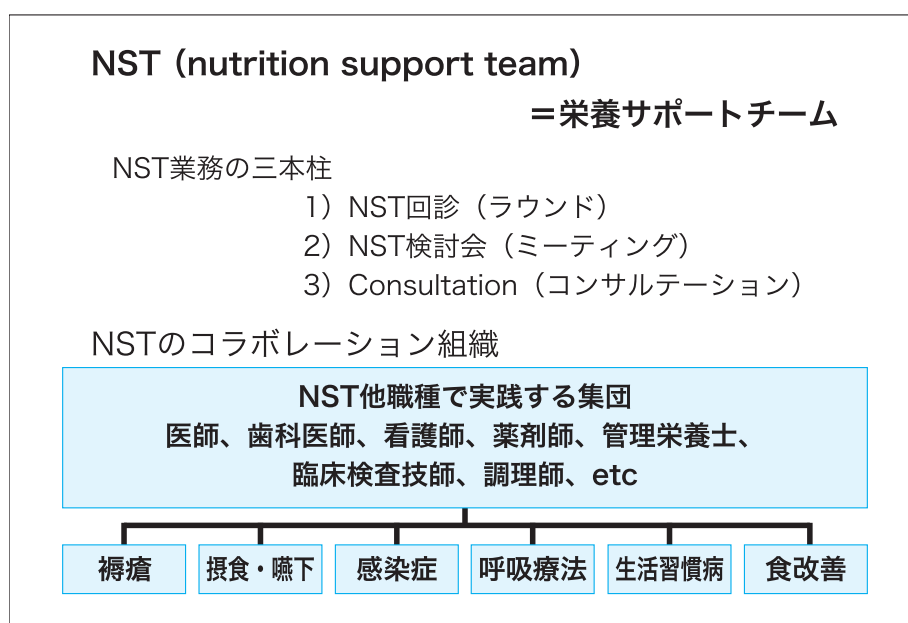 NST（nutrition support team）
＝栄養サポートチーム
NST業務の三本柱
1）NST回診（ラウンド）
2）NST検討会（ミーティング）
3）Consultation（コンサルテーション）
NSTのコラボレーション組織
NST他職種で実践する集団
医師、歯科医師、看護師、薬剤師、管理栄養士、
臨床検査技師、調理師、etc
褥瘡
摂食・嚥下
感染症
呼吸療法
生活習慣病
食改善